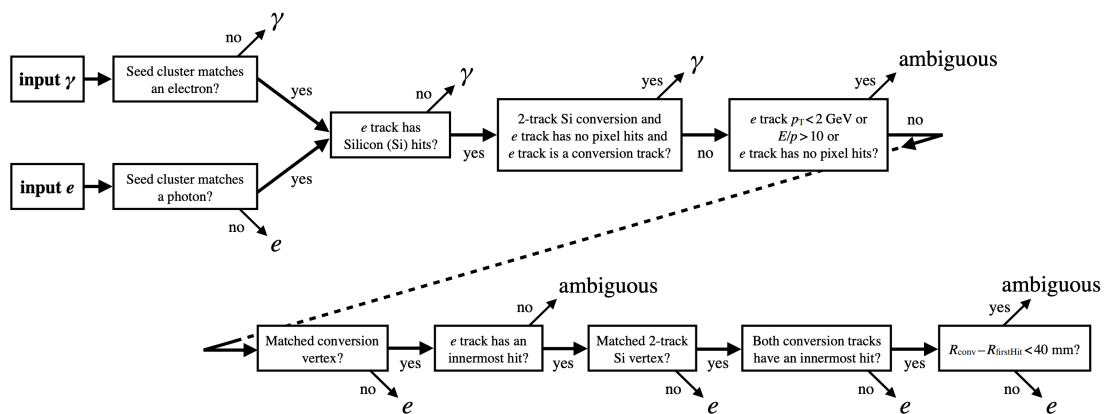 input γ
Seed cluster matches
an electron?
no
γ
yes
input e
Seed cluster matches
a photon?
yes
no
e
e track has
Silicon (Si) hits?
no
γ
yes
2-track Si conversion and
e track has no pixel hits and
e track is a conversion track?
yes
γ
no
e track pT<2 GeV or
E/p>10 or
e track has no pixel hits?
yes
ambiguous
no
Matched conversion
vertex?
no
e
yes
e track has an
innermost hit?
no
ambiguous
yes
Matched 2-track
Si vertex?
no
e
yes
Both conversion tracks
have an innermost hit?
no
e
yes
Rconv−RfirstHit<40 mm?
yes
ambiguous
no
e